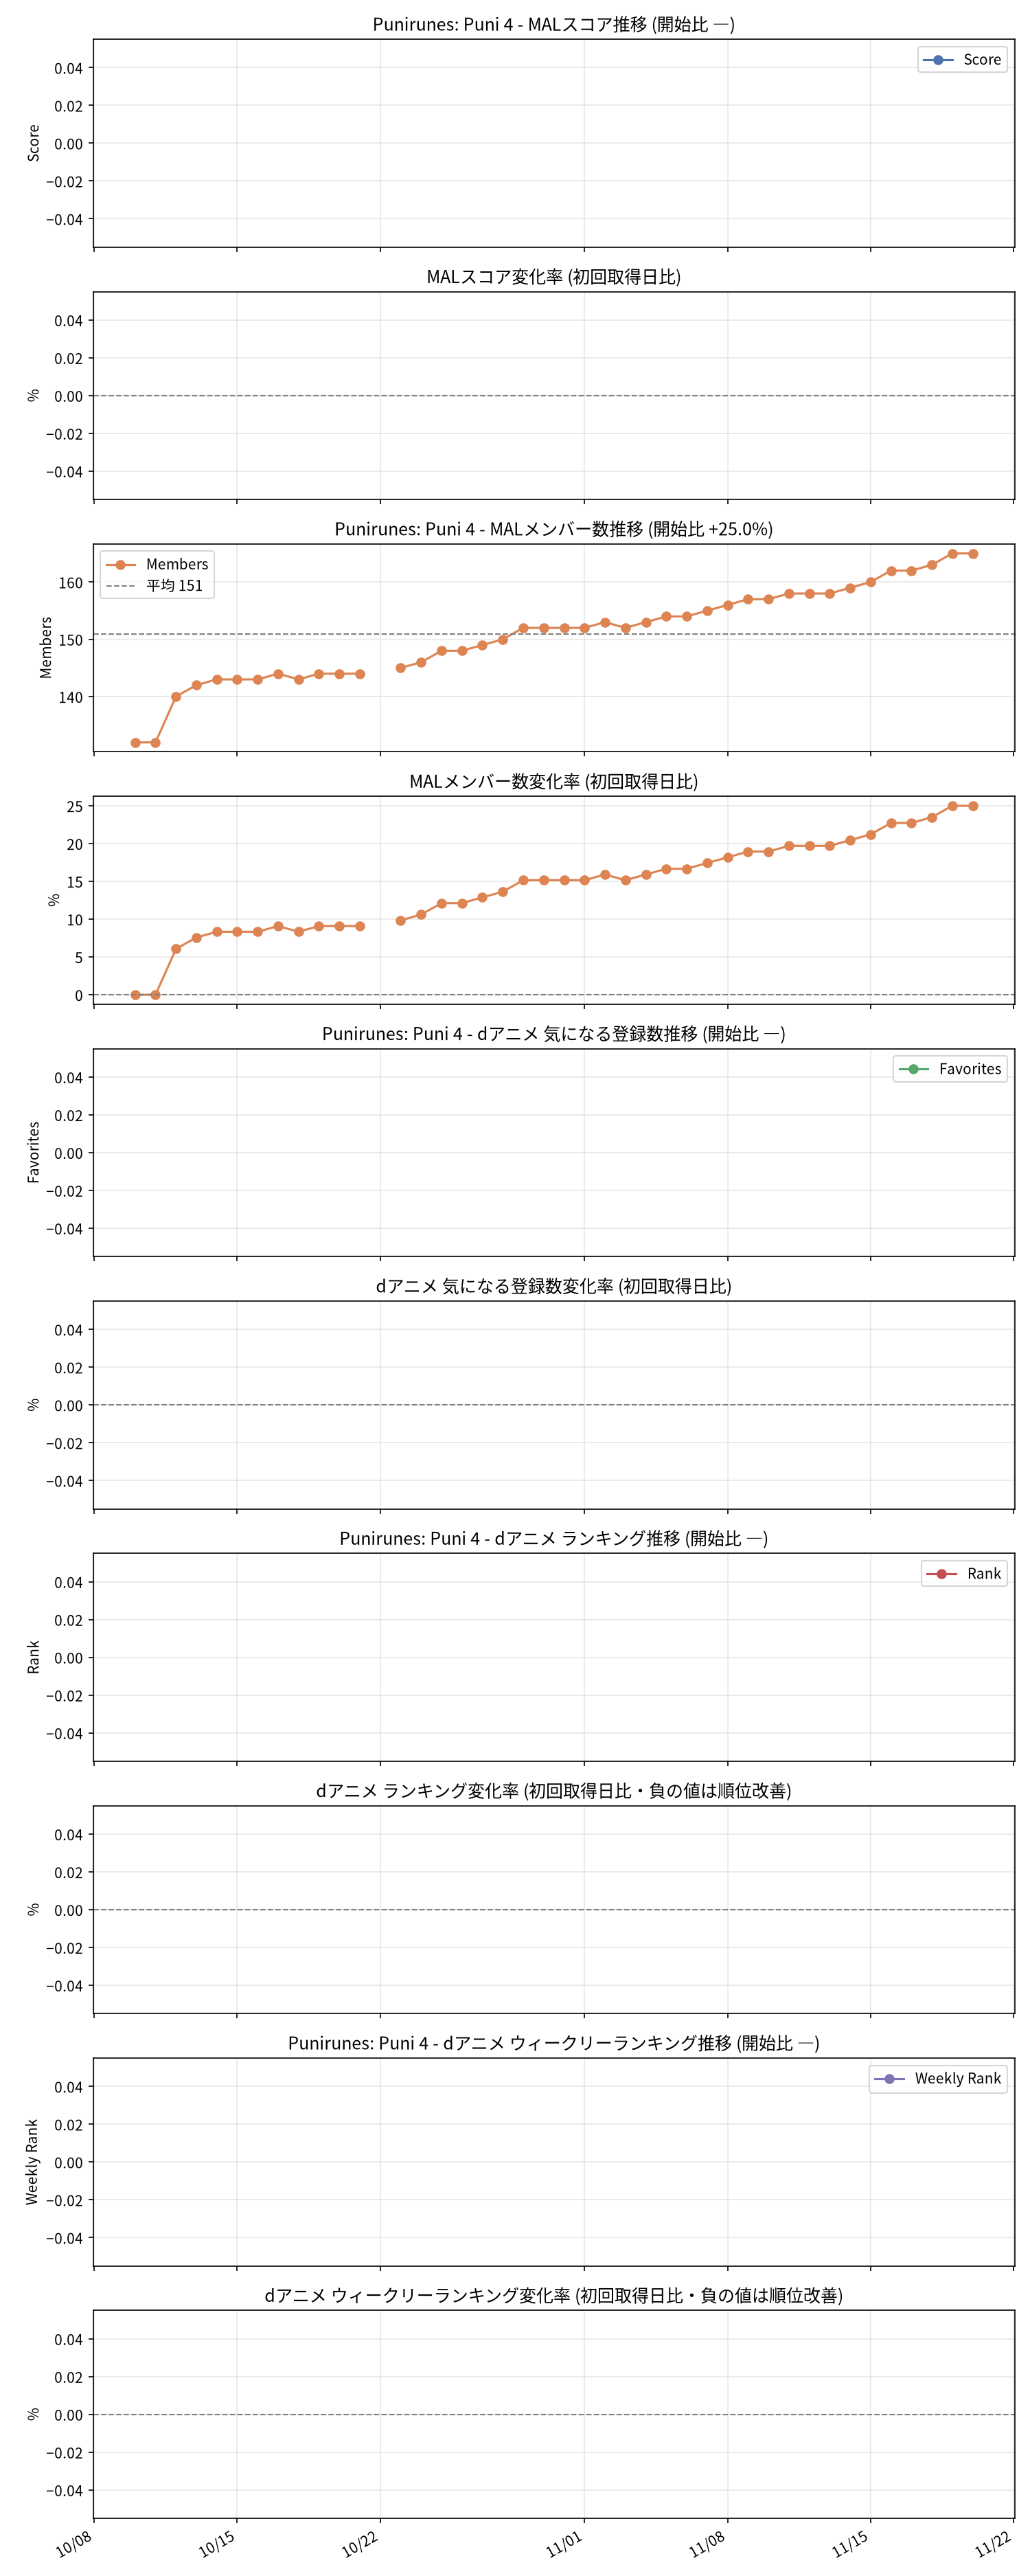 Punirunes: Puni 4 - MALスコア推移 (開始比 —)
Score
0.04
0.02
0.00
−0.02
−0.04
Score
MALスコア変化率 (初回取得日比)
0.04
0.02
0.00
−0.02
−0.04
%
Punirunes: Puni 4 - MALメンバー数推移 (開始比 +25.0%)
Members
平均 151
160
150
140
Members
MALメンバー数変化率 (初回取得日比)
25
20
15
10
5
0
%
Punirunes: Puni 4 - dアニメ 気になる登録数推移 (開始比 —)
Favorites
0.04
0.02
0.00
−0.02
−0.04
Favorites
dアニメ 気になる登録数変化率 (初回取得日比)
0.04
0.02
0.00
−0.02
−0.04
%
Punirunes: Puni 4 - dアニメ ランキング推移 (開始比 —)
Rank
0.04
0.02
0.00
−0.02
−0.04
Rank
dアニメ ランキング変化率 (初回取得日比・負の値は順位改善)
0.04
0.02
0.00
−0.02
−0.04
%
Punirunes: Puni 4 - dアニメ ウィークリーランキング推移 (開始比 —)
Weekly Rank
0.04
0.02
0.00
−0.02
−0.04
Weekly Rank
dアニメ ウィークリーランキング変化率 (初回取得日比・負の値は順位改善)
0.04
0.02
0.00
−0.02
−0.04
%
10/08
10/15
10/22
11/01
11/08
11/15
11/22